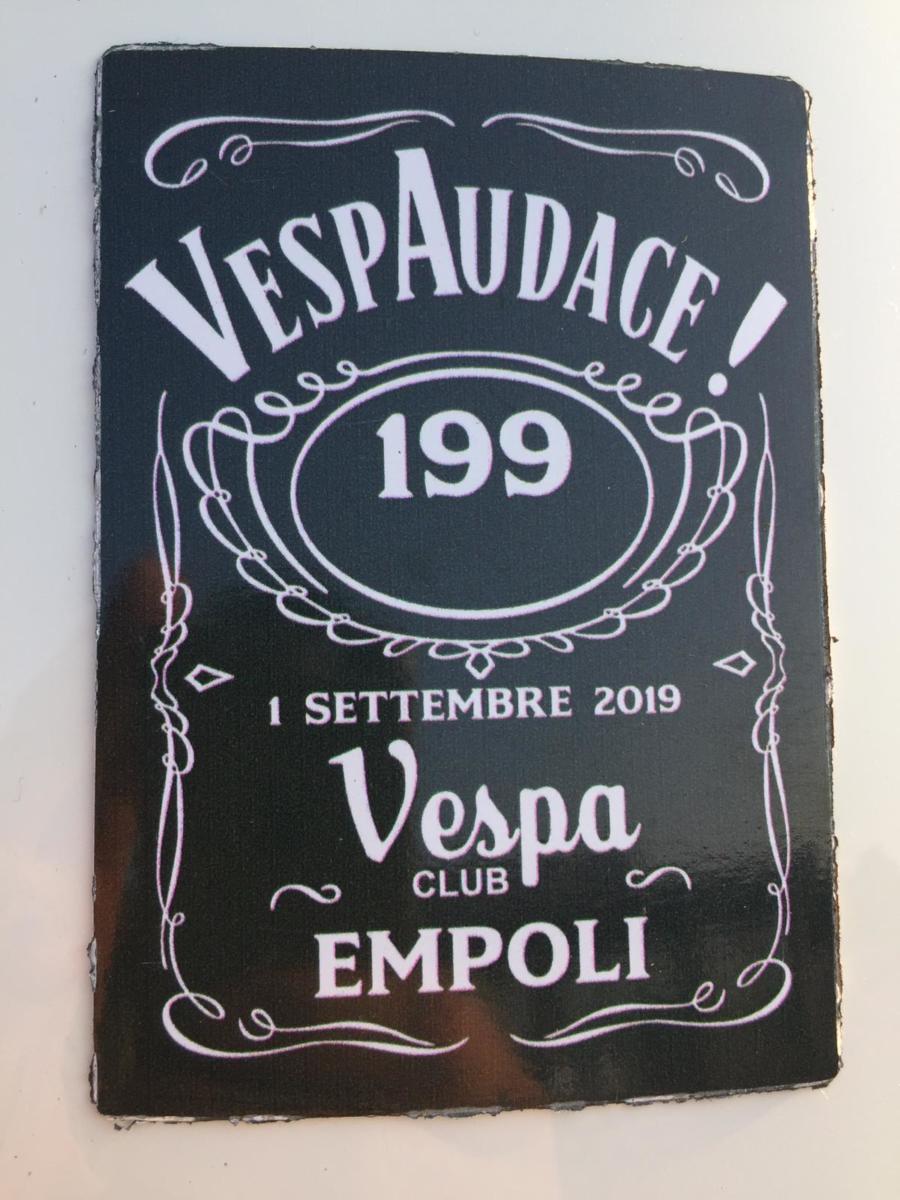 VESPAUDACE!
199
1 SETTEMBRE 2019
Vespa
CLUB
EMPOLI